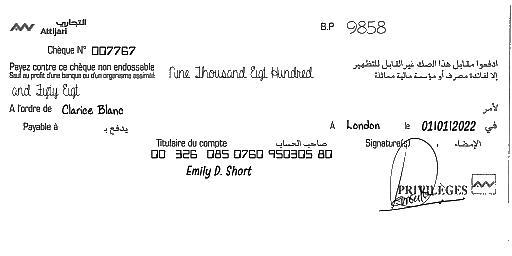 التجاري
Attijari
B.P 9858
Chèque N° 007767
Payez contre ce chèque non endossable
Sauf au profit d'une banque ou d'un organisme assimilé
Nine Thousand Eigt Hundred
ادفعوا مقابل هذا الصك غير القابل للتظهير
إلا لفائدة مصرف أو مؤسسة مالية مماثلة
and Fyfty Eigt
A l'ordre de Clarice Blanc
لأمر
Payable à يدفع بـ
A London le 01/01/2022 في
Titulaire du compte صاحب الحساب
Signature(s) الإمضاء
00 326 085 0760 950305 80
Emily D. Short
PRIVILÈGES